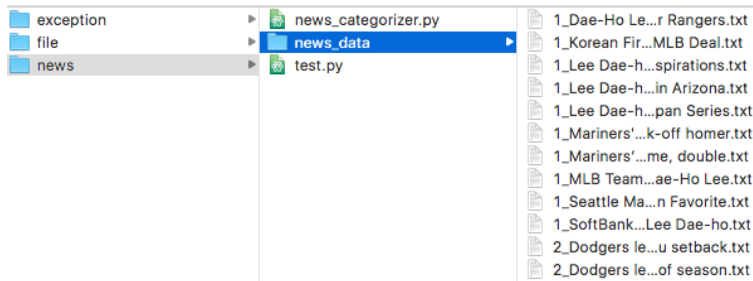 exception
file
news
news_categorizer.py
news_data
test.py
1_Dae-Ho Le...r Rangers.txt
1_Korean Fir...MLB Deal.txt
1_Lee Dae-h...spirations.txt
1_Lee Dae-h...in Arizona.txt
1_Lee Dae-h...pan Series.txt
1_Mariners'...k-off homer.txt
1_Mariners’...me, double.txt
1_MLB Team...ae-Ho Lee.txt
1_Seattle Ma...n Favorite.txt
1_SoftBank...Lee Dae-ho.txt
2_Dodgers le...u setback.txt
2_Dodgers le...of season.txt